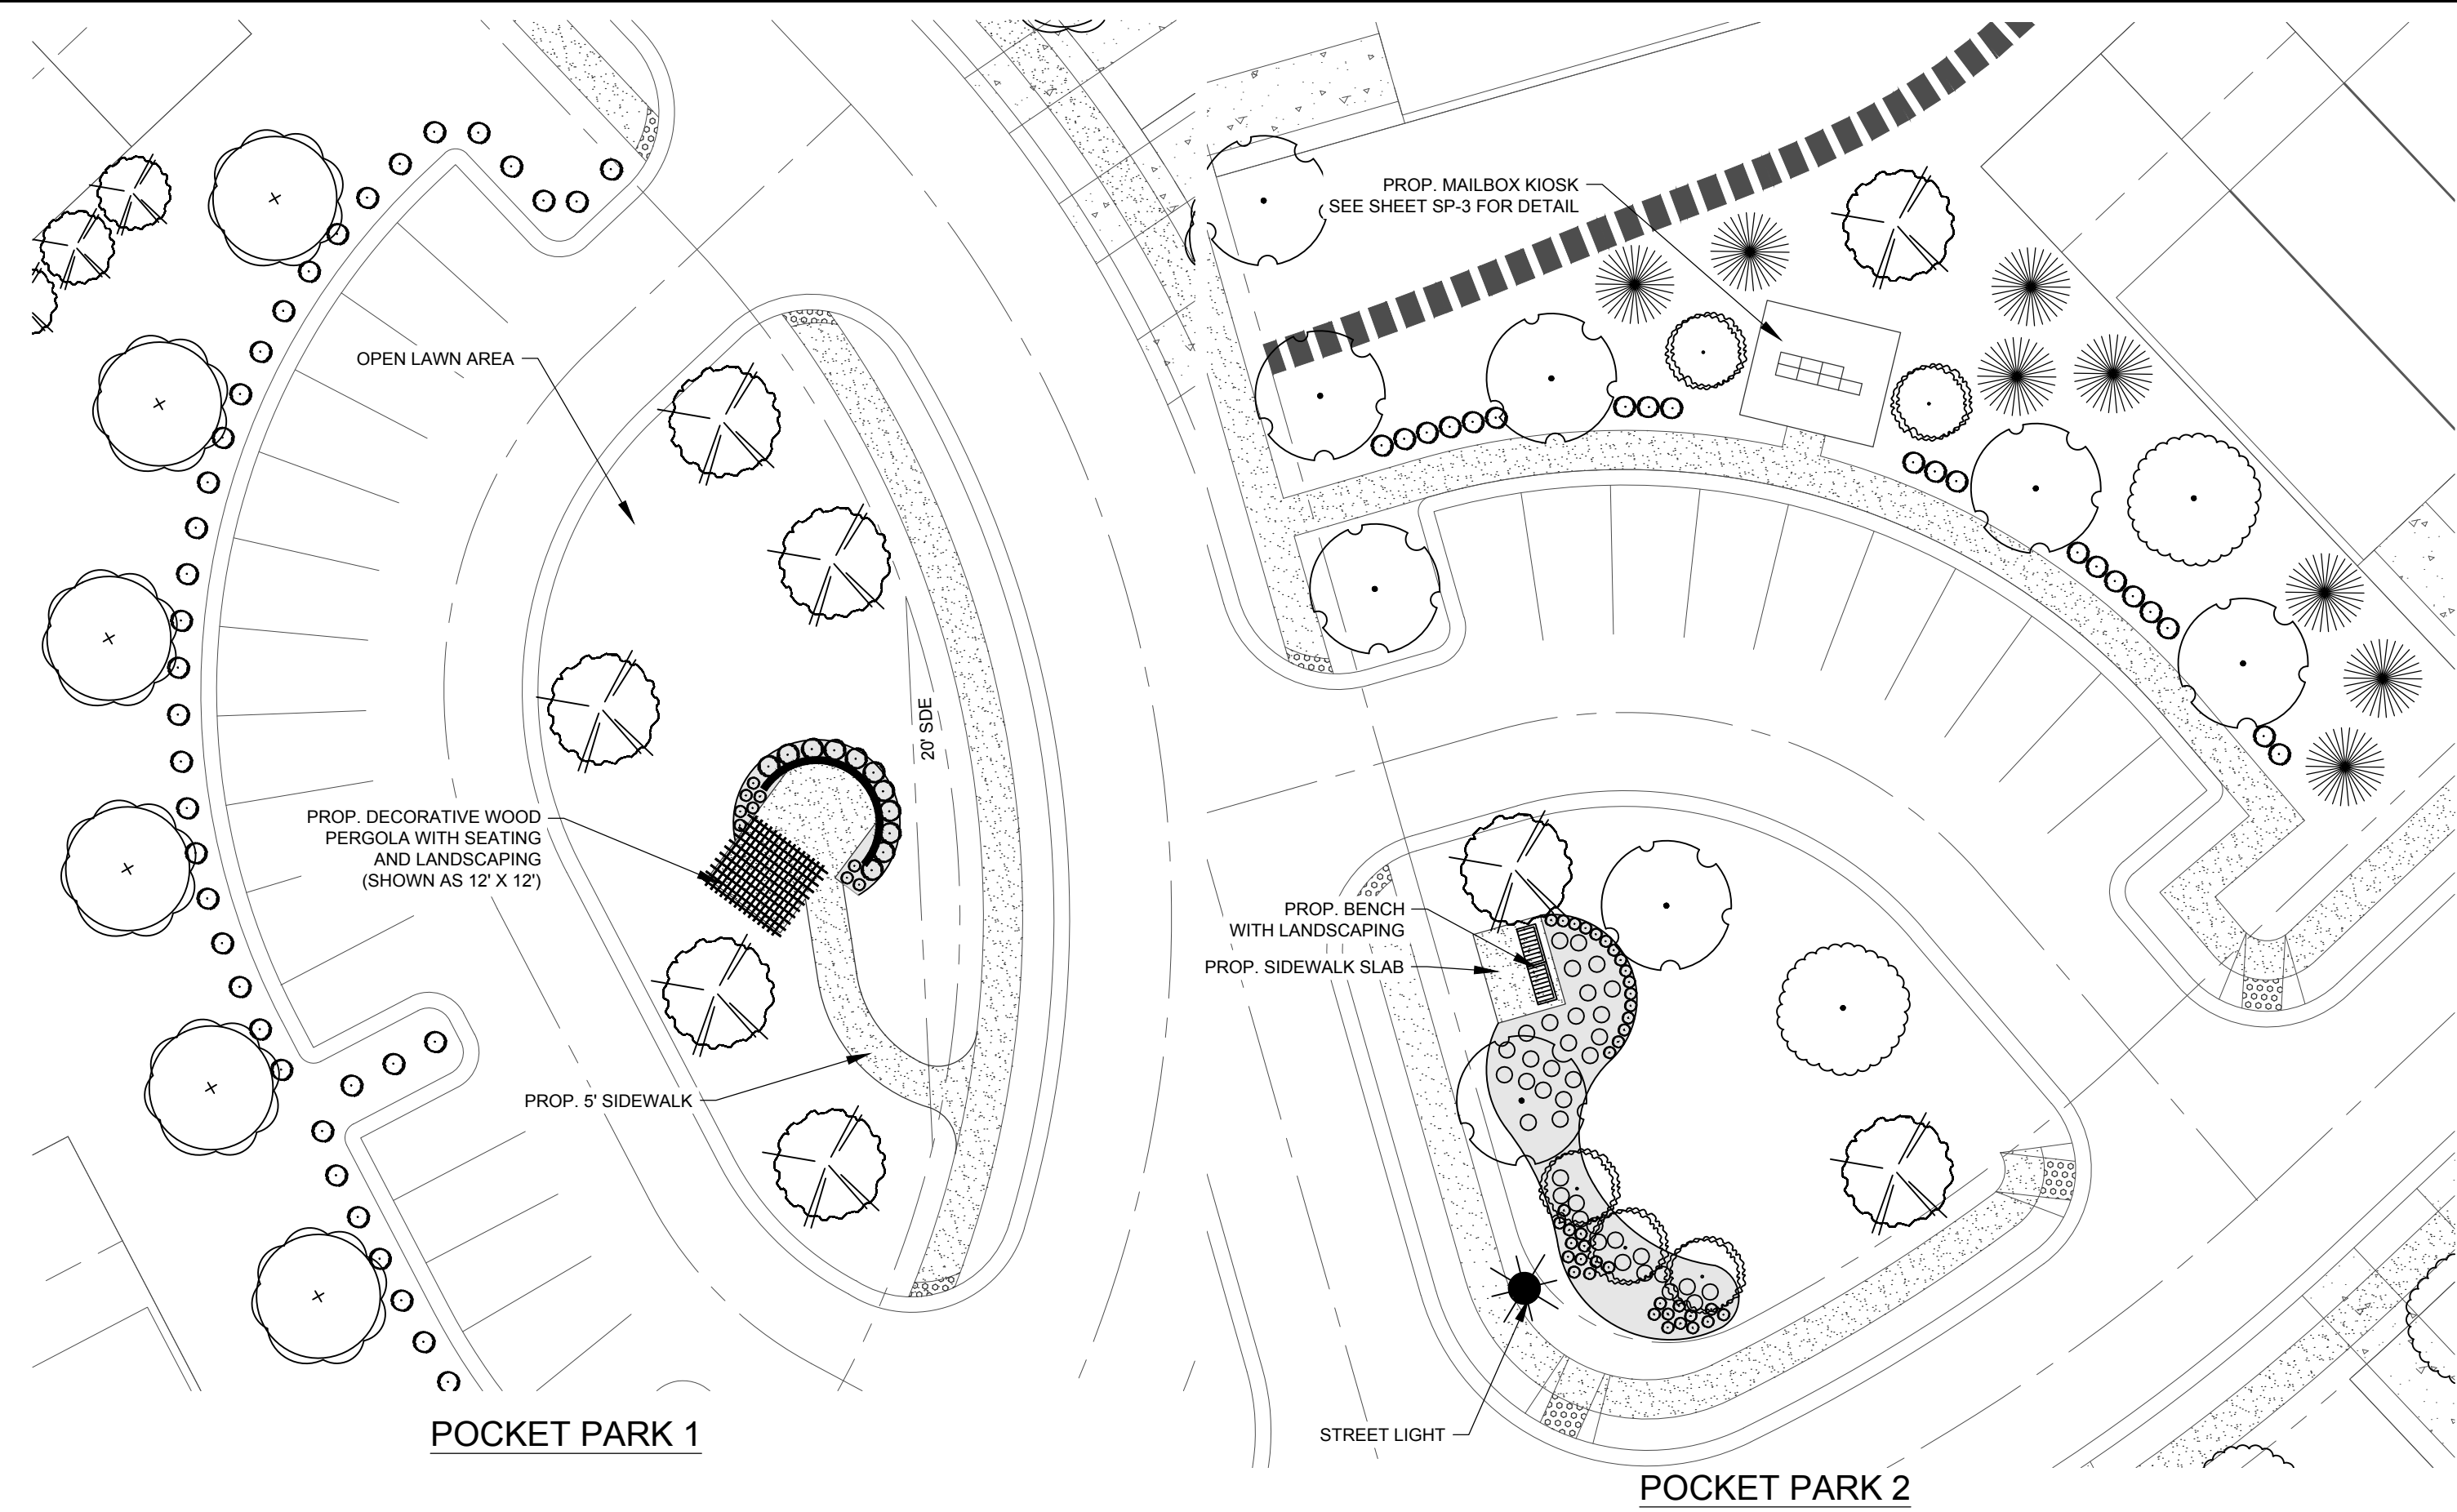 OPEN LAWN AREA
20' SDE
PROP. DECORATIVE WOOD
PERGOLA WITH SEATING
AND LANDSCAPING
(SHOWN AS 12' X 12')
PROP. 5' SIDEWALK
POCKET PARK 1
PROP. MAILBOX KIOSK
SEE SHEET SP-3 FOR DETAIL
PROP. BENCH
WITH LANDSCAPING
PROP. SIDEWALK SLAB
STREET LIGHT
POCKET PARK 2